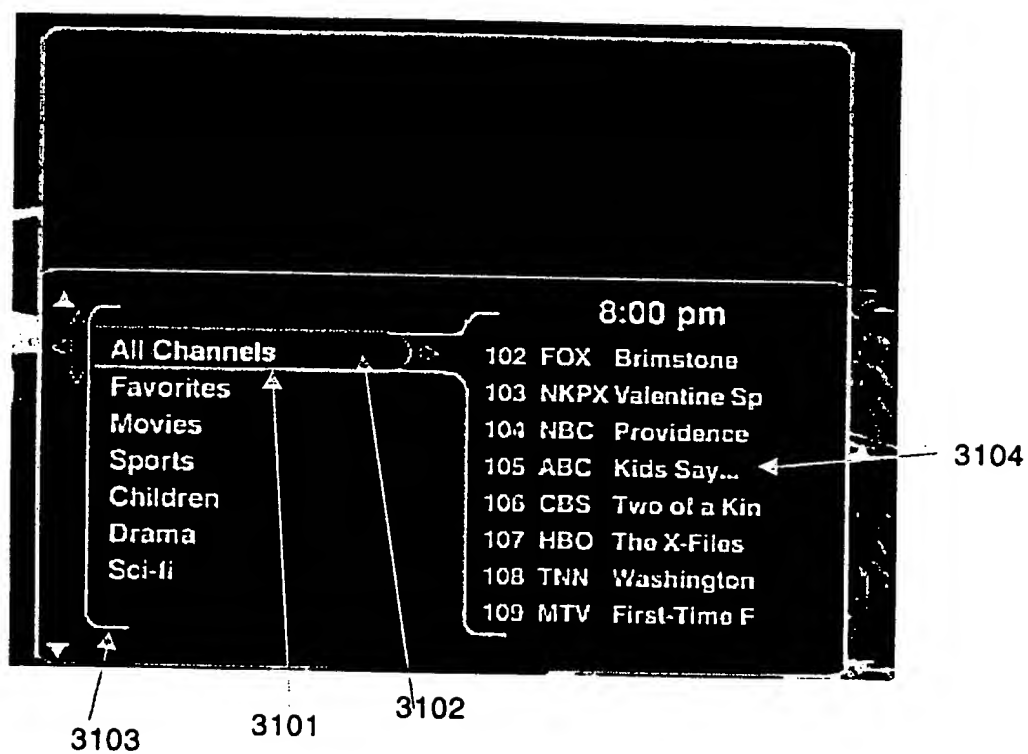 8:00 pm
All Channels
Favorites
Movies
Sports
Children
Drama
Sci-fi
102 FOX Brimstone
103 NKPX Valentine Sp
104 NBC Providence
105 ABC Kids Say...
106 CBS Two of a Kin
107 HBO The X-Files
108 TNN Washington
109 MTV First-Time F
3104
3103
3101
3102